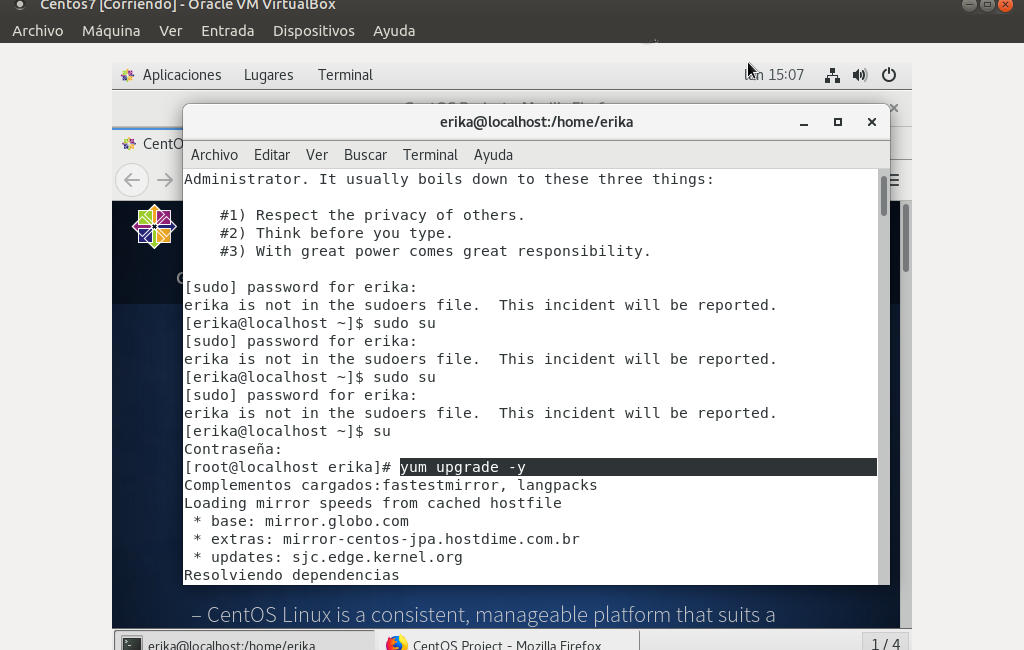 Centos7 [Corriendo] - Oracle VM VirtualBox
Archivo Máquina Ver Entrada Dispositivos Ayuda
Aplicaciones Lugares Terminal 15:07
CentOS Project - Mozilla Firefox
erika@localhost:/home/erika
CentO
Archivo Editar Ver Buscar Terminal Ayuda
Administrator. It usually boils down to these three things:
#1) Respect the privacy of others.
#2) Think before you type.
#3) With great power comes great responsibility.
[sudo] password for erika:
erika is not in the sudoers file.  This incident will be reported.
[erika@localhost ~]$ sudo su
[sudo] password for erika:
erika is not in the sudoers file.  This incident will be reported.
[erika@localhost ~]$ sudo su
[sudo] password for erika:
erika is not in the sudoers file.  This incident will be reported.
[erika@localhost ~]$ su
Contraseña:
[root@localhost erika]# yum upgrade -y
Complementos cargados:fastestmirror, langpacks
Loading mirror speeds from cached hostfile
* base: mirror.globo.com
* extras: mirror-centos-jpa.hostdime.com.br
* updates: sjc.edge.kernel.org
Resolviendo dependencias
– CentOS Linux is a consistent, manageable platform that suits a
erika@localhost:/home/erika CentOS Project - Mozilla Firefox 1 / 4